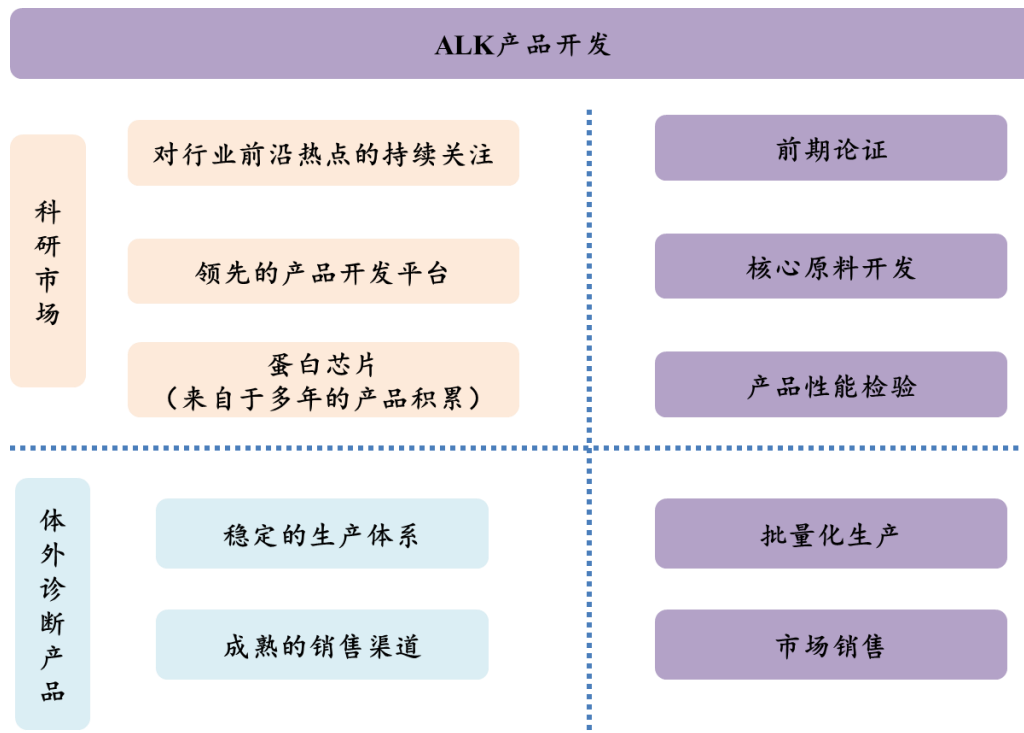 ALK产品开发
科研市场
对行业前沿热点的持续关注
前期论证
领先的产品开发平台
核心原料开发
蛋白芯片
（来自于多年的产品积累）
产品性能检验
体外诊断产品
稳定的生产体系
批量化生产
成熟的销售渠道
市场销售